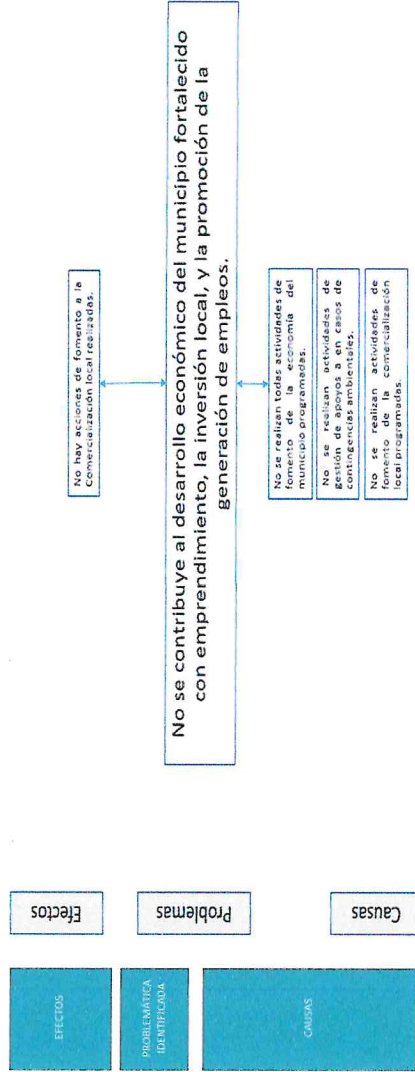 EFECTOS
Efectos
No hay acciones de fomento a la
Comercialización local realizadas.
PROBLEMÁTICA
IDENTIFICADA
Problemas
No se contribuye al desarrollo económico del municipio fortalecido
con emprendimiento, la inversión local, y la promoción de la
generación de empleos.
CAUSAS
Causas
No se realizan todas actividades de
fomento de la economía del
municipio programadas.
No se realizan actividades de
gestión de apoyos a en casos de
contingencias ambientales.
No se realizan actividades de
fomento de la comercialización
local programadas.